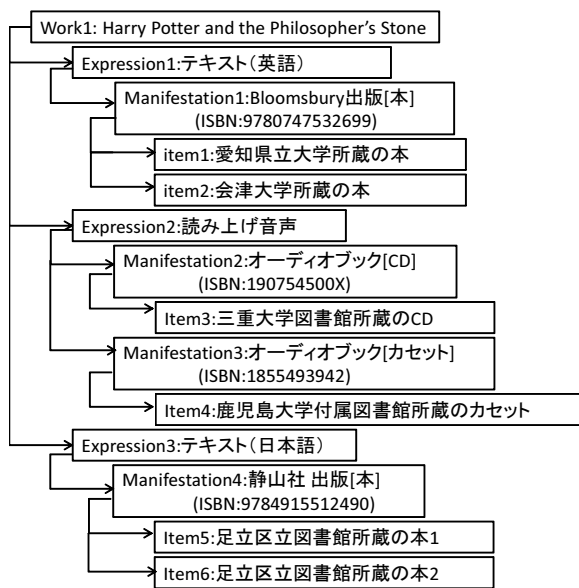 Work1: Harry Potter and the Philosopher's Stone
Expression1:テキスト(英語)
Manifestation1:Bloomsbury出版[本]
(ISBN:9780747532699)
item1:愛知県立大学所蔵の本
item2:会津大学所蔵の本
Expression2:読み上げ音声
Manifestation2:オーディオブック[CD]
(ISBN:190754500X)
Item3:三重大学図書館所蔵のCD
Manifestation3:オーディオブック[カセット]
(ISBN:1855493942)
Item4:鹿児島大学付属図書館所蔵のカセット
Expression3:テキスト(日本語)
Manifestation4:静山社 出版[本]
(ISBN:9784915512490)
Item5:足立区立図書館所蔵の本1
Item6:足立区立図書館所蔵の本2